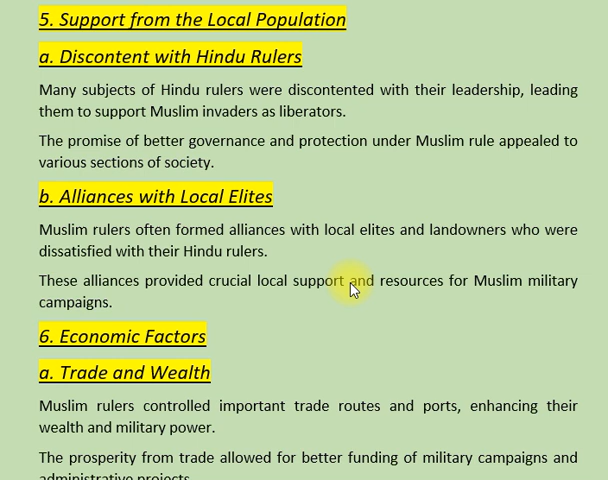 5. Support from the Local Population
a. Discontent with Hindu Rulers
Many subjects of Hindu rulers were discontented with their leadership, leading
them to support Muslim invaders as liberators.
The promise of better governance and protection under Muslim rule appealed to
various sections of society.
b. Alliances with Local Elites
Muslim rulers often formed alliances with local elites and landowners who were
dissatisfied with their Hindu rulers.
These alliances provided crucial local support and resources for Muslim military
campaigns.
6. Economic Factors
a. Trade and Wealth
Muslim rulers controlled important trade routes and ports, enhancing their
wealth and military power.
The prosperity from trade allowed for better funding of military campaigns and
administrative projects.